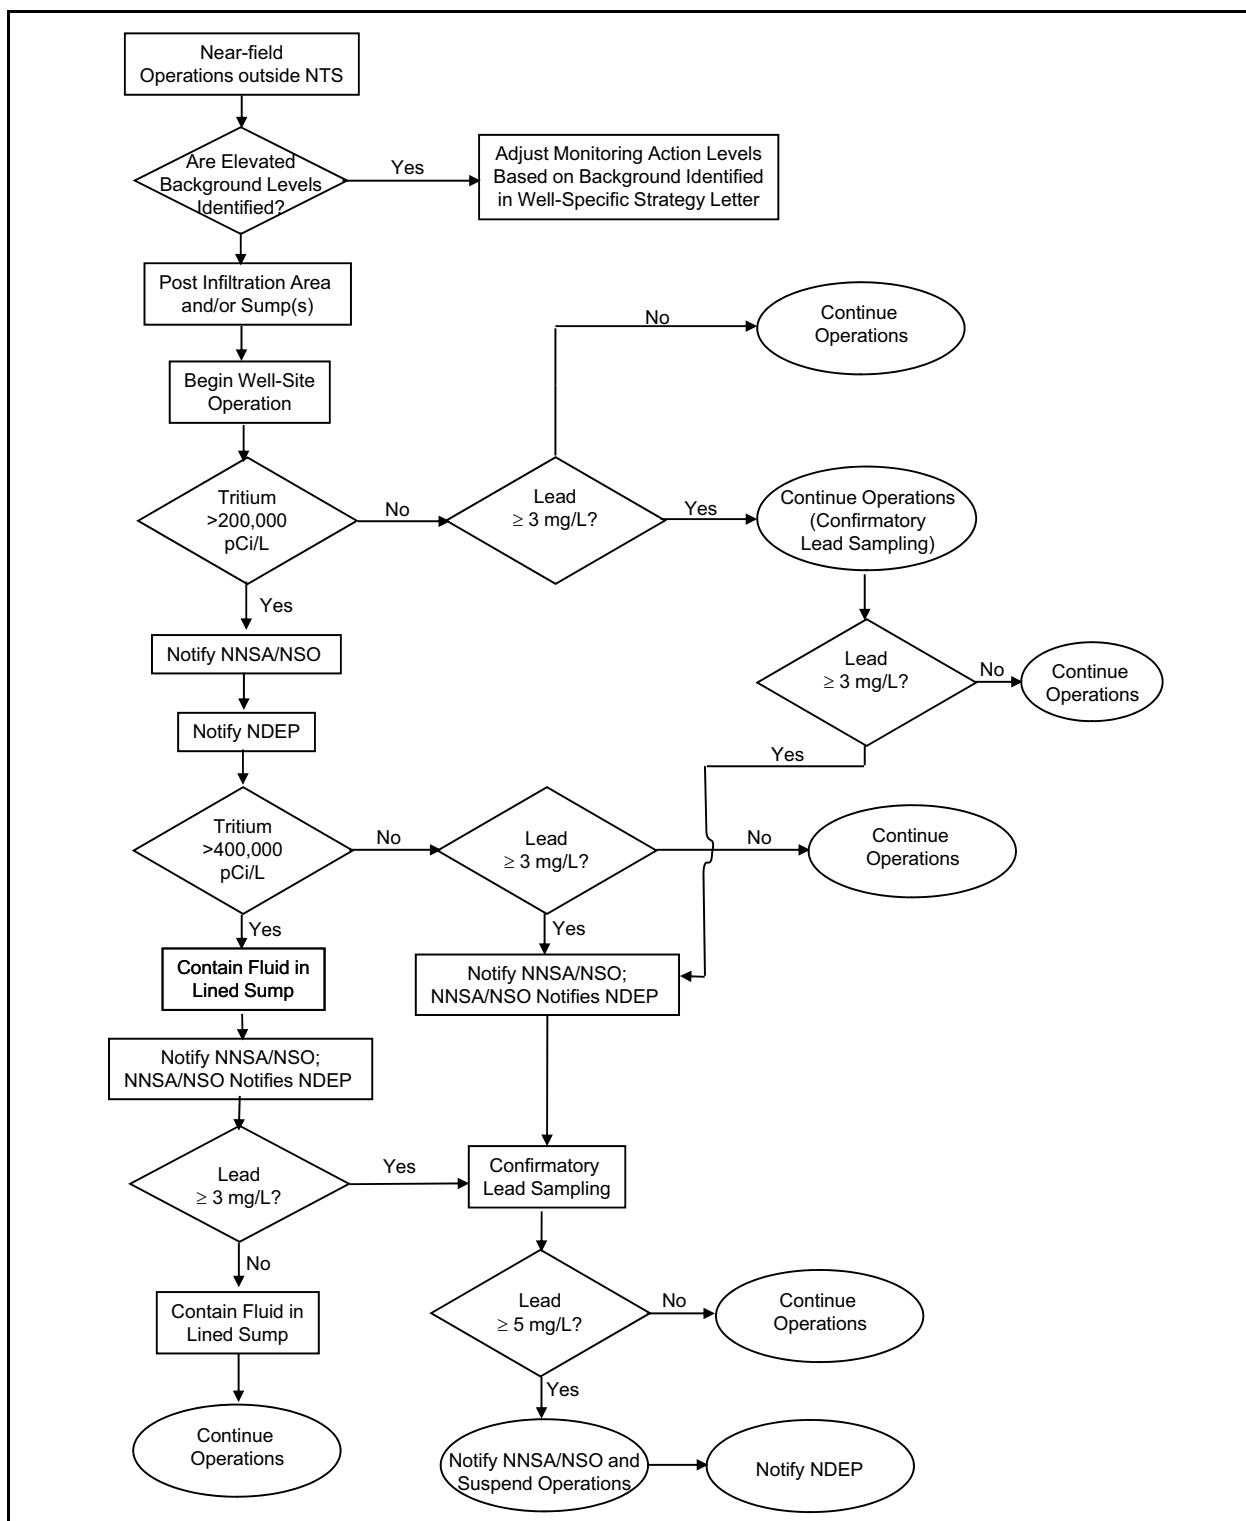 Near-field
Operations outside NTS
Are Elevated
Background Levels
Identified?
Yes
Adjust Monitoring Action Levels
Based on Background Identified
in Well-Specific Strategy Letter
Post Infiltration Area
and/or Sump(s)
No
Continue
Operations
Begin Well-Site
Operation
Tritium
>200,000
pCi/L
No
Lead
≥ 3 mg/L?
Yes
Continue Operations
(Confirmatory
Lead Sampling)
Yes
Notify NNSA/NSO
Lead
≥ 3 mg/L?
No
Continue
Operations
Notify NDEP
Yes
Tritium
>400,000
pCi/L
No
Lead
≥ 3 mg/L?
No
Continue
Operations
Yes
Yes
Contain Fluid in
Lined Sump
Notify NNSA/NSO;
NNSA/NSO Notifies NDEP
Notify NNSA/NSO;
NNSA/NSO Notifies NDEP
Lead
≥ 3 mg/L?
Yes
Confirmatory
Lead Sampling
No
Contain Fluid in
Lined Sump
Lead
≥ 5 mg/L?
No
Continue
Operations
Yes
Continue
Operations
Notify NNSA/NSO and
Suspend Operations
Notify NDEP